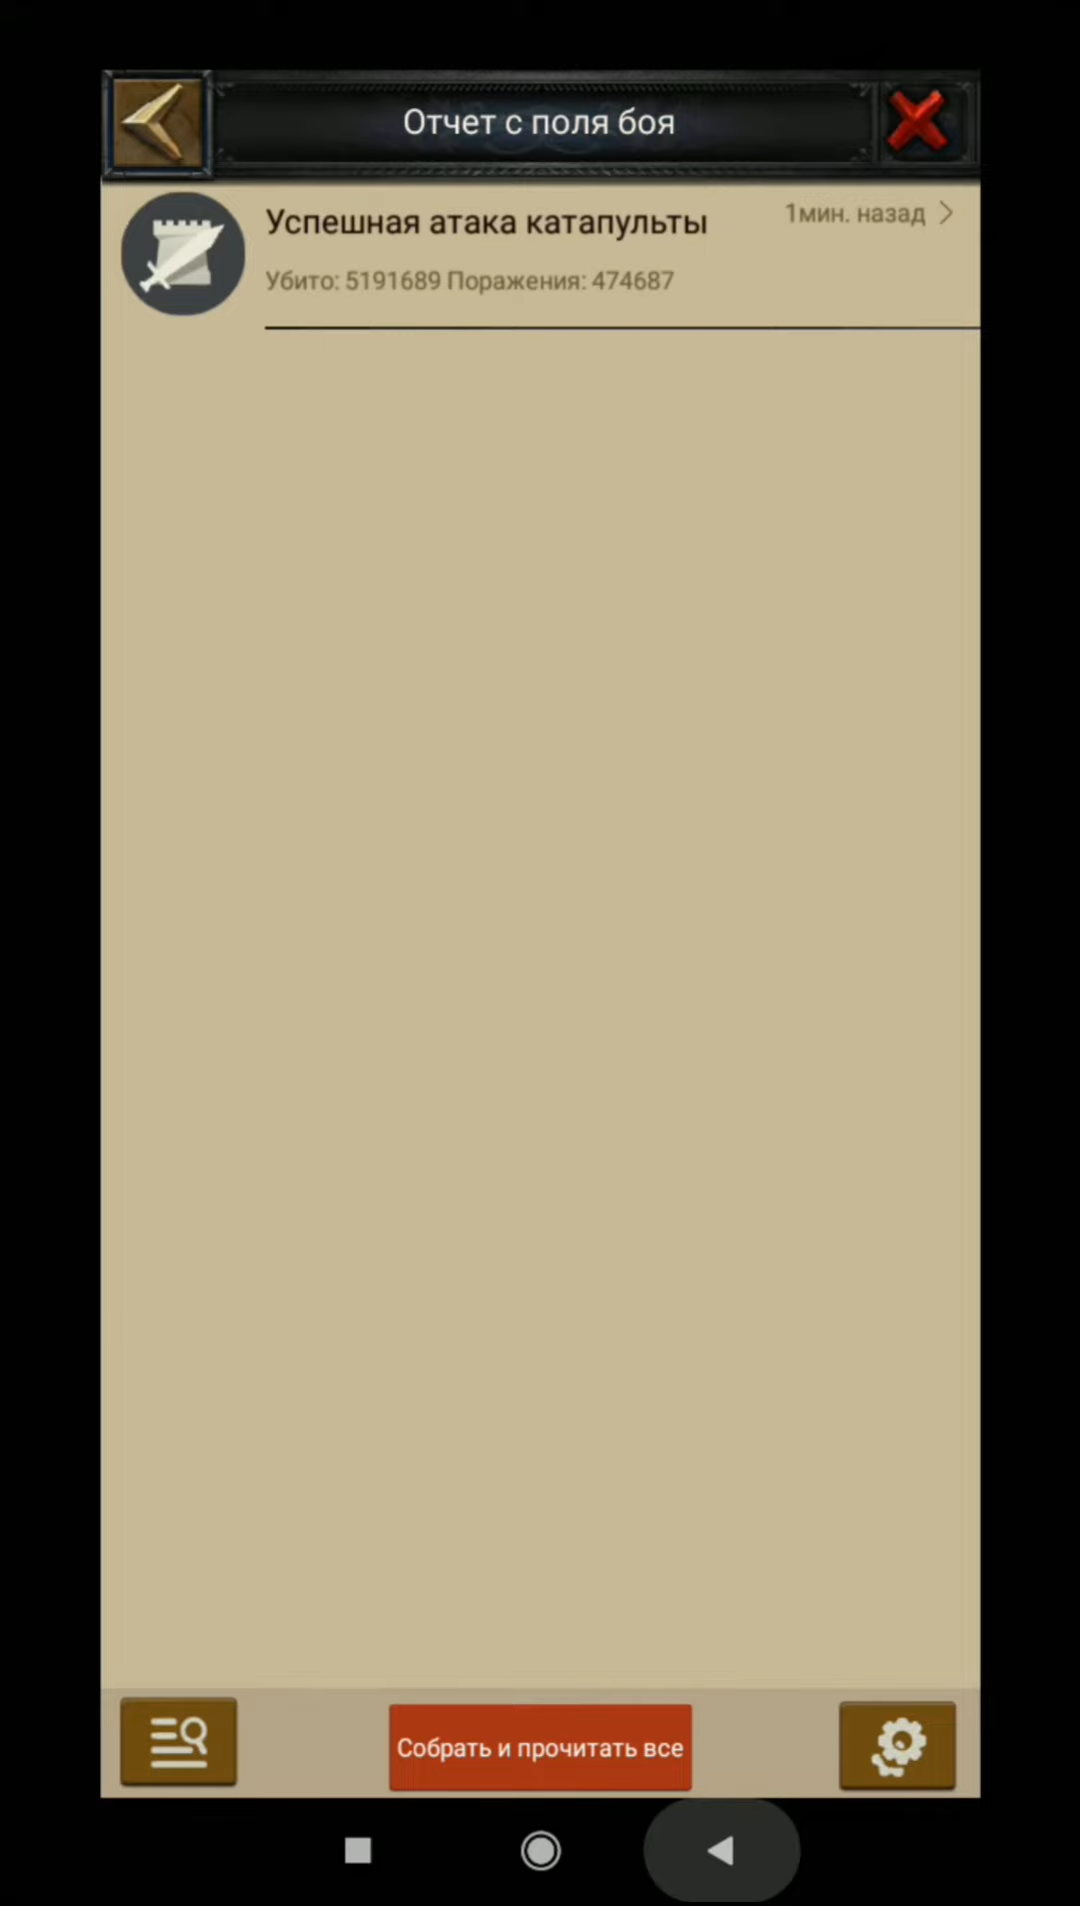 Отчет с поля боя
Успешная атака катапульты
1мин. назад
Убито: 5191689 Поражения: 474687
Собрать и прочитать все